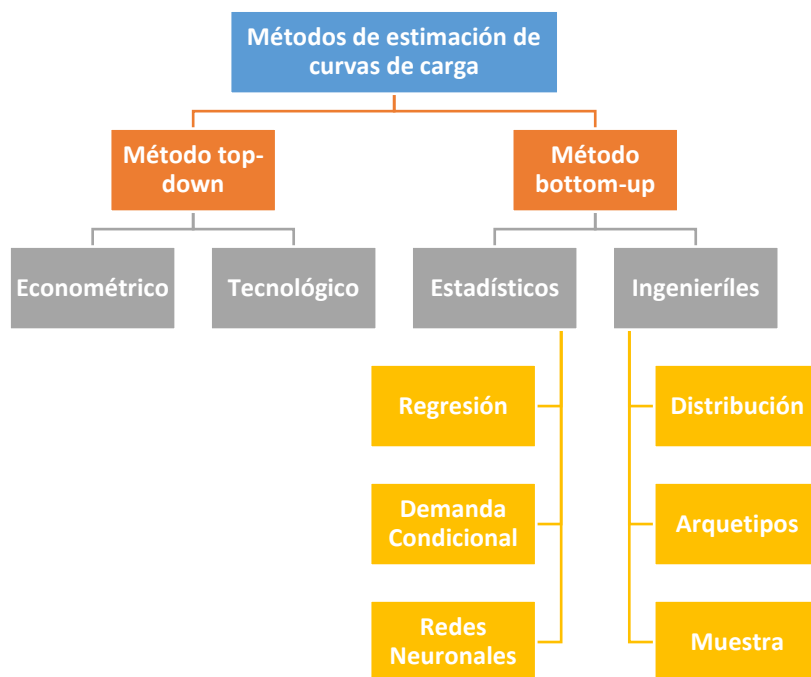 Métodos de estimación de
curvas de carga
Método top-
down
Método
bottom-up
Econométrico
Tecnológico
Estadísticos
Ingenieríles
Regresión
Distribución
Demanda
Condicional
Arquetipos
Redes
Neuronales
Muestra